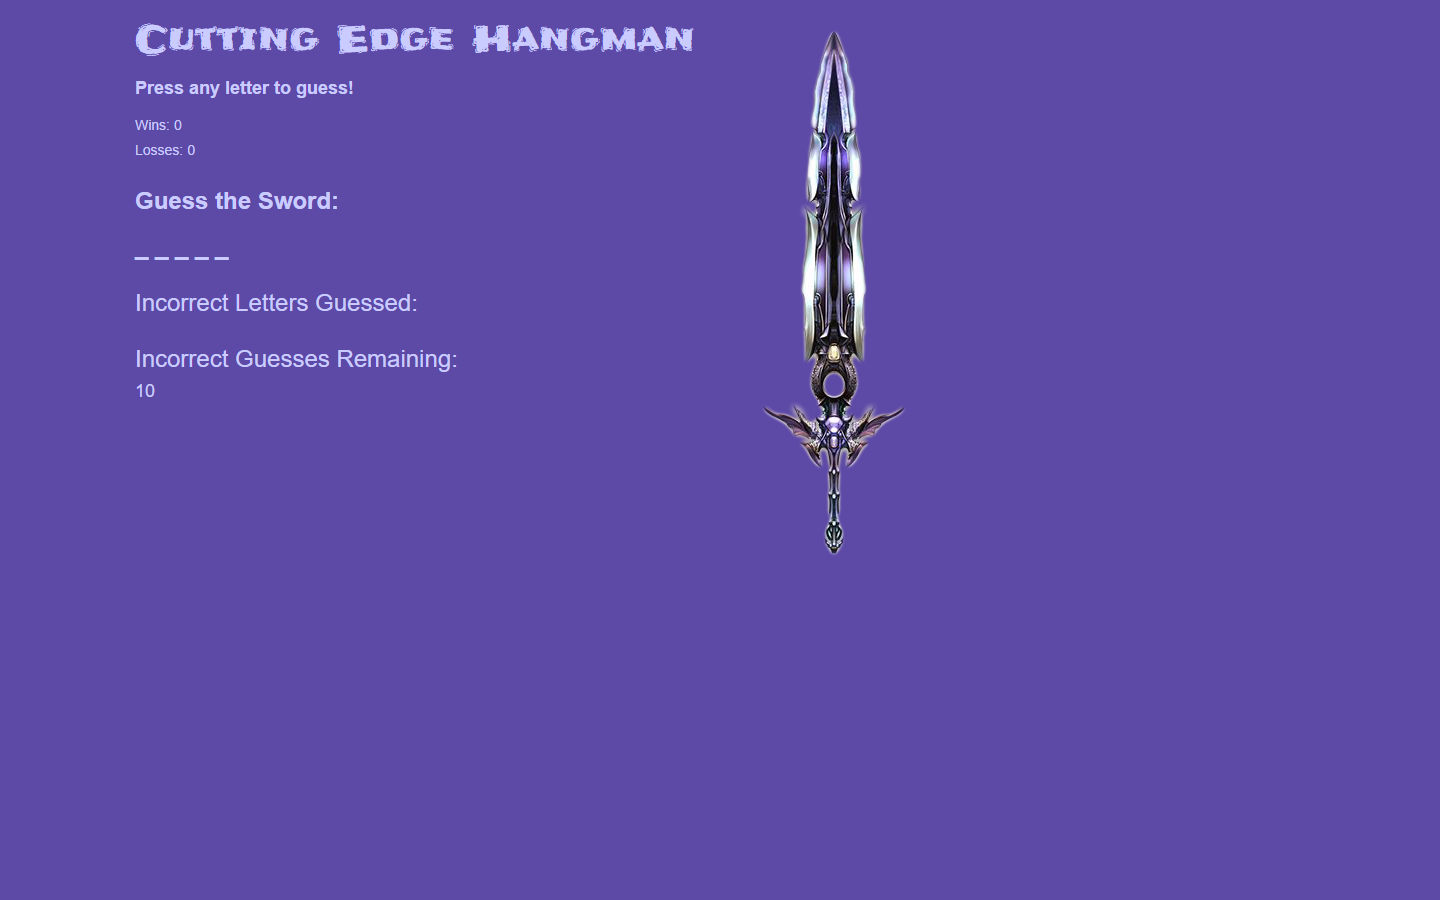 Cutting Edge Hangman
Press any letter to guess!
Wins: 0
Losses: 0
Guess the Sword:
_ _ _ _ _
Incorrect Letters Guessed:
Incorrect Guesses Remaining:
10